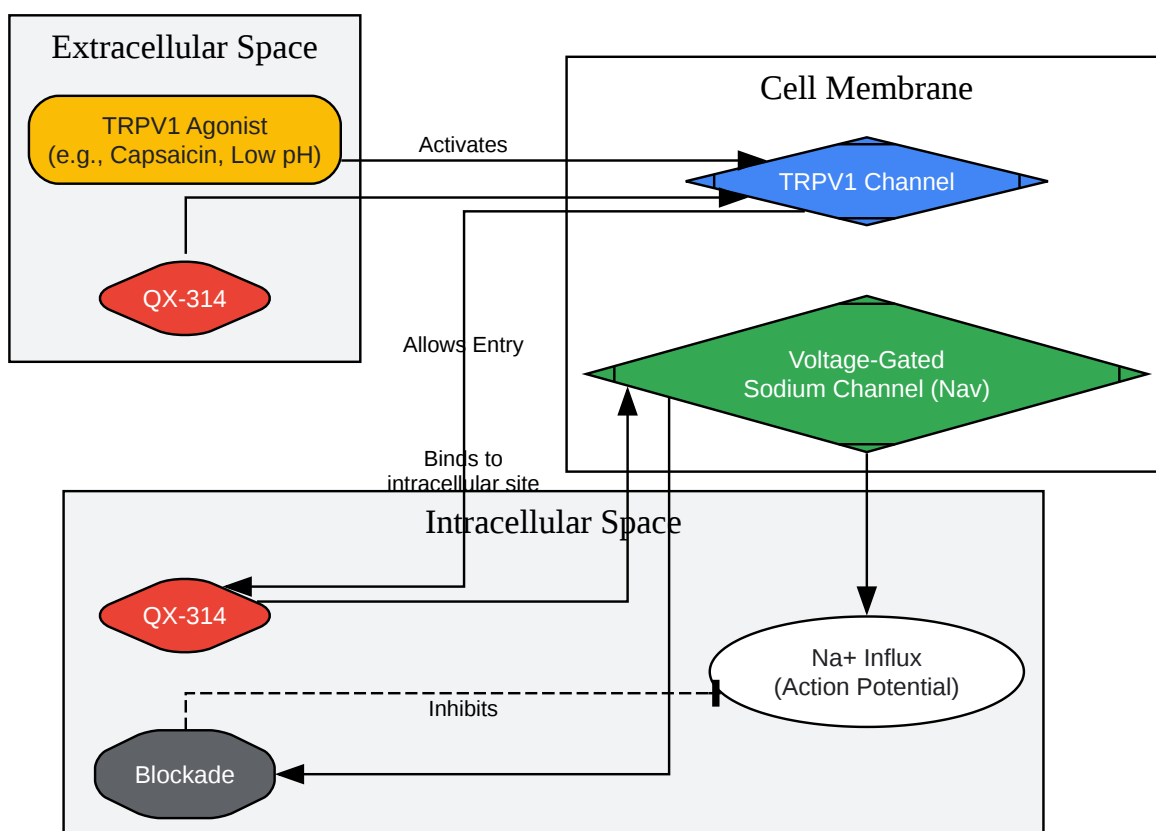 Extracellular Space
TRPV1 Agonist
(e.g., Capsaicin, Low pH)
QX-314
Activates
Cell Membrane
TRPV1 Channel
Allows Entry
Voltage-Gated
Sodium Channel (Nav)
Binds to
intracellular site
Intracellular Space
QX-314
Na+ Influx
(Action Potential)
Inhibits
Blockade